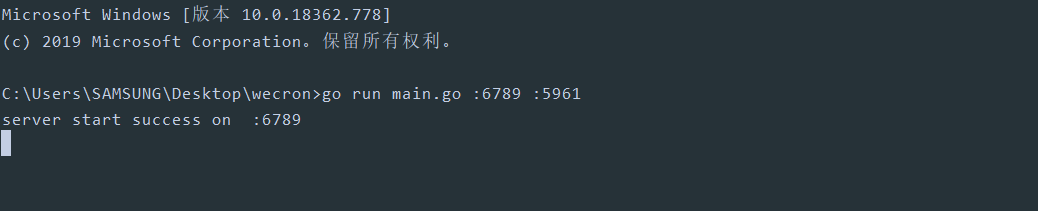 Microsoft Windows [版本 10.0.18362.778]
(c) 2019 Microsoft Corporation。保留所有权利。
C:\Users\SAMSUNG\Desktop\wecron>go run main.go :6789 :5961
server start success on  :6789